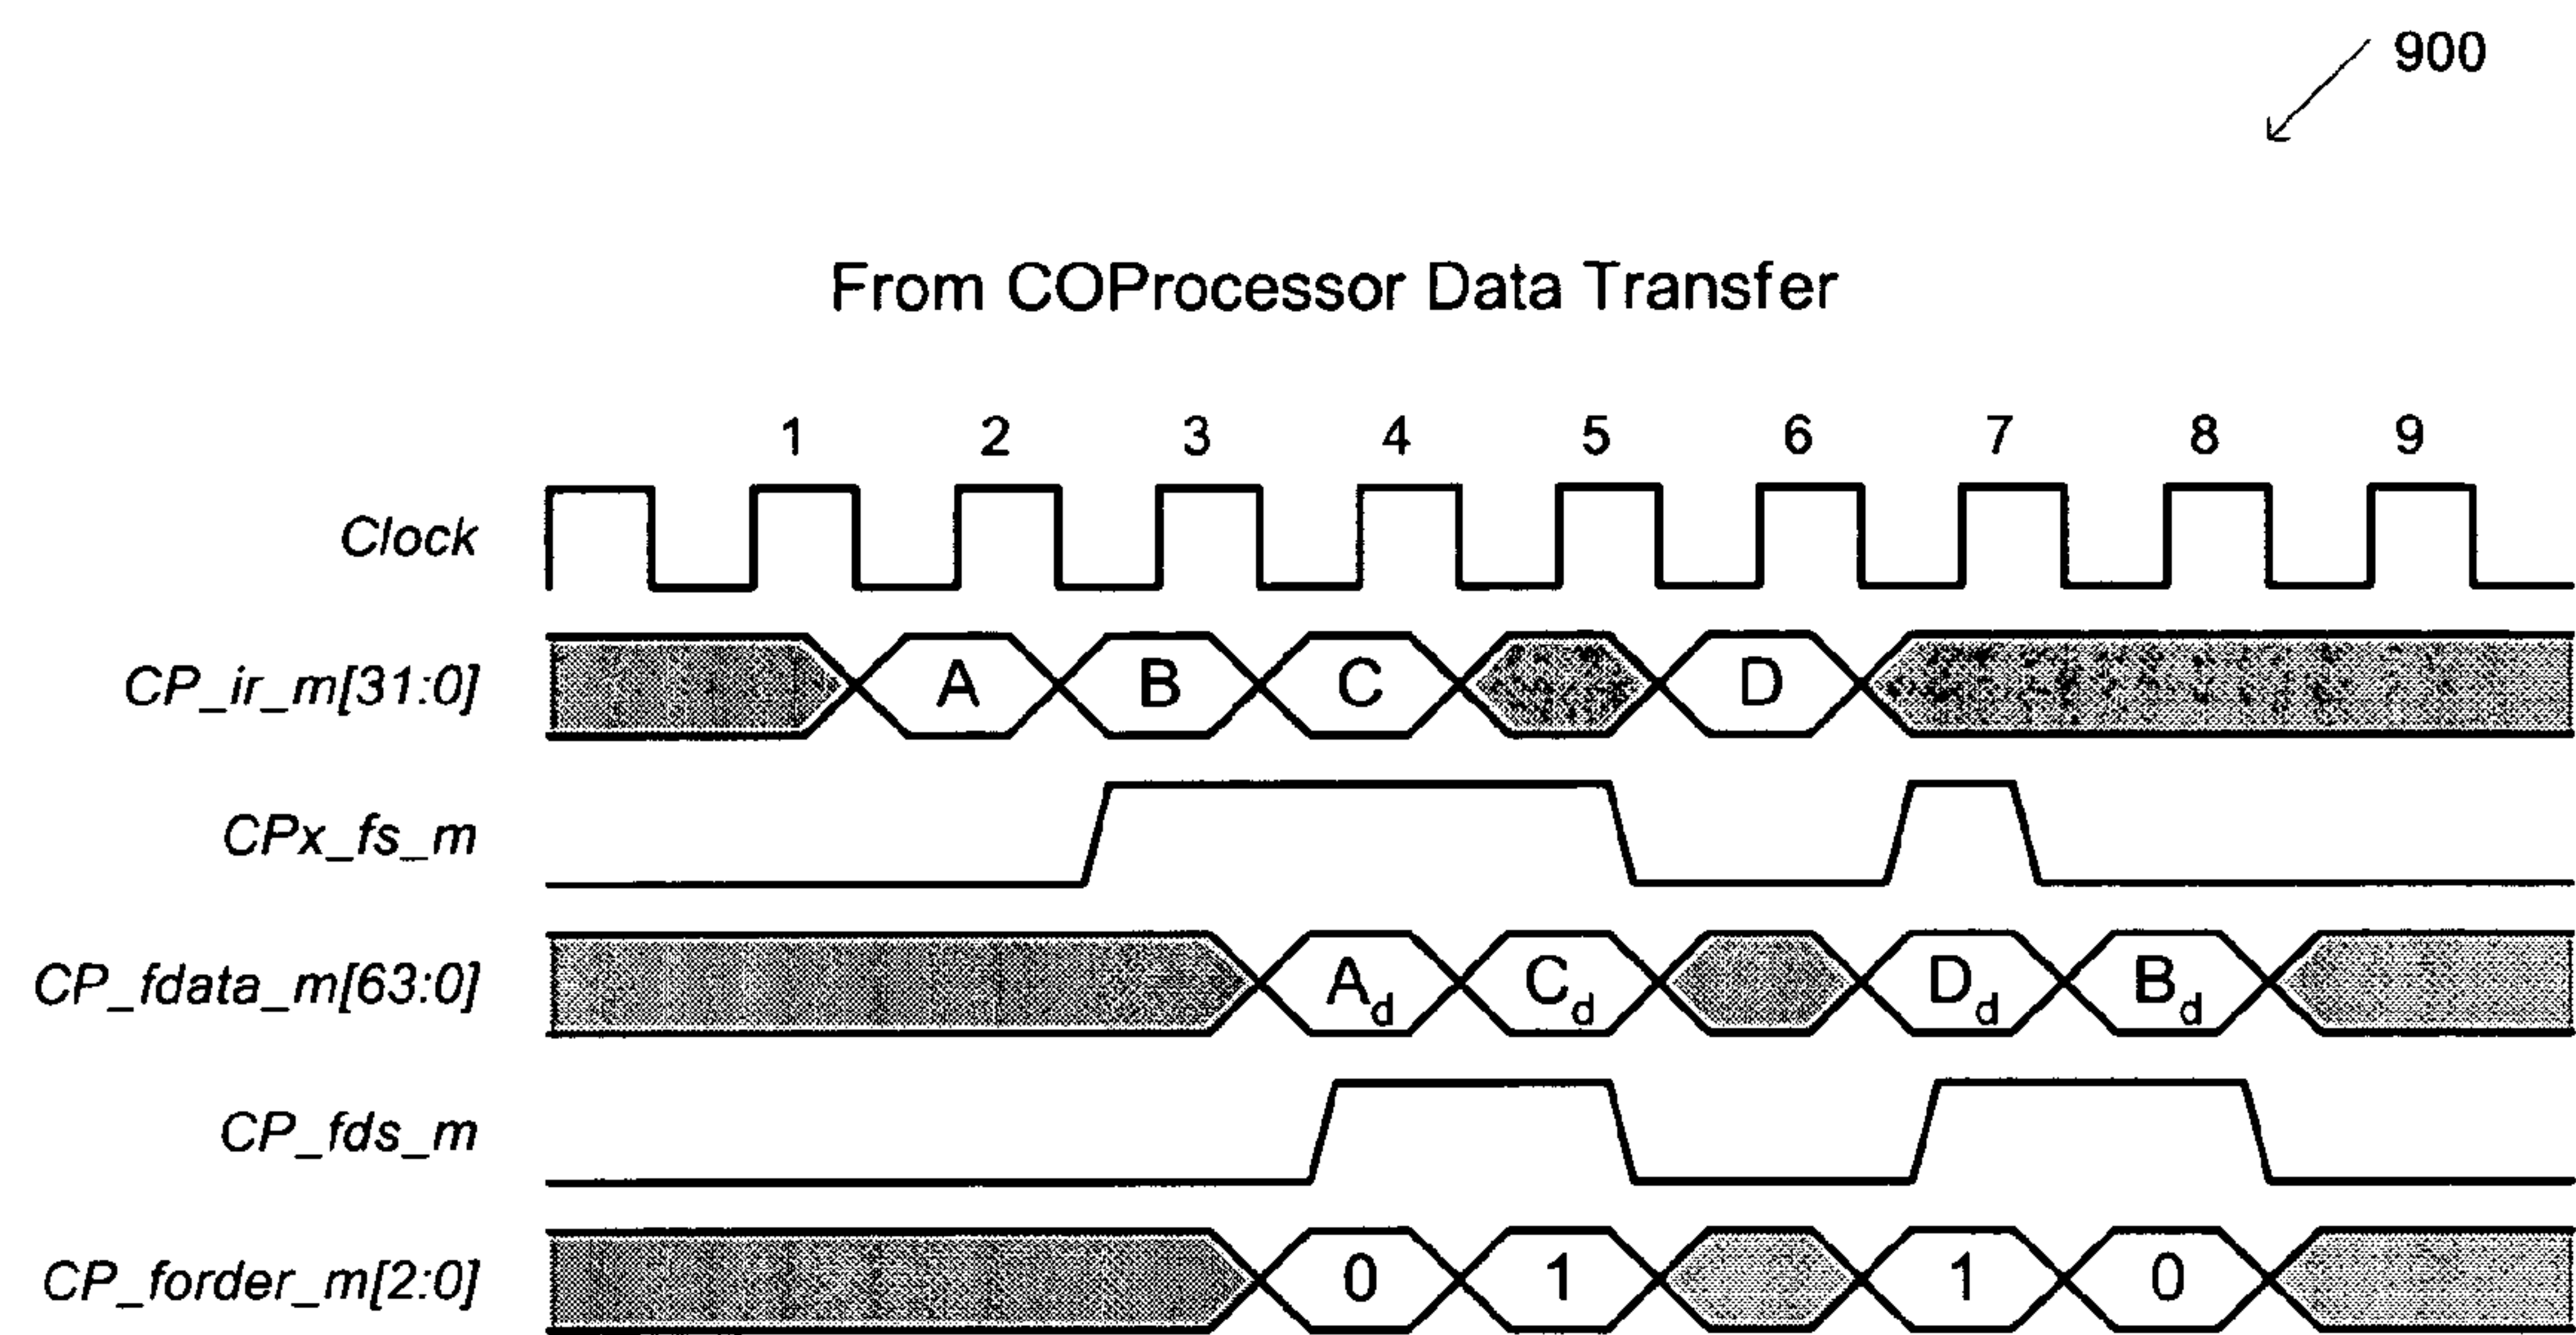 900
From COProcessor Data Transfer
1 2 3 4 5 6 7 8 9
Clock
CP_ir_m[31:0] A B C D
CPx_fs_m
CP_fdata_m[63:0] Ad Cd Dd Bd
CP_fds_m
CP_forder_m[2:0] 0 1 1 0